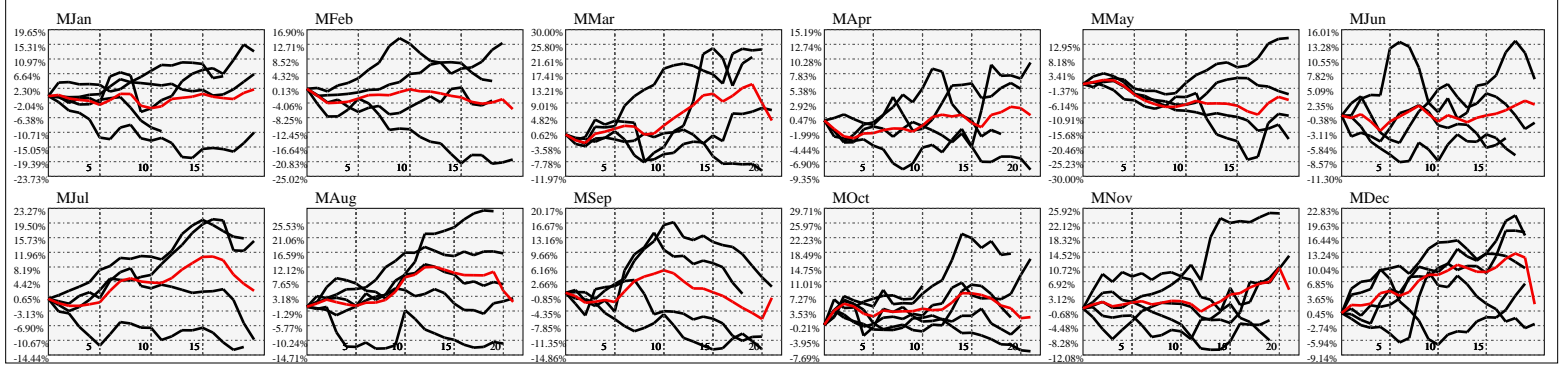 MJan MFeb MMar MApr MMay MJun
19.65% 16.90% 30.00% 15.19% 16.01%
15.31% 12.71% 25.80% 12.74% 12.95% 13.28%
10.97% 8.52% 21.61% 10.28% 8.18% 10.55%
6.64% 4.32% 17.41% 7.83% 3.41% 7.82%
2.30% 0.13% 13.21% 5.38% -1.37% 5.09%
-2.04% -4.06% 9.01% 2.92% -6.14% 2.35%
-6.38% -8.25% 4.82% 0.47% -10.91% -0.38%
-10.71% -12.45% 0.62% -1.99% -15.68% -3.11%
-15.05% -16.64% -3.58% -4.44% -20.46% -5.84%
-19.39% -20.83% -7.78% -6.90% -25.23% -8.57%
-23.73% -25.02% -11.97% -9.35% -30.00% -11.30%
5 10 15 5 10 15 5 10 15 20 5 10 15 20 5 10 15 5 10 15
MJul MAug MSep MOct MNov MDec
23.27% 20.17% 29.71% 25.92% 22.83%
19.50% 25.53% 16.67% 25.97% 22.12% 19.63%
15.73% 21.06% 13.16% 22.23% 18.32% 16.44%
11.96% 16.59% 9.66% 18.49% 14.52% 13.24%
8.19% 12.12% 6.16% 14.75% 10.72% 10.04%
4.42% 7.65% 2.66% 11.01% 6.92% 6.85%
0.65% 3.18% -0.85% 7.27% 3.12% 3.65%
-3.13% -1.29% -4.35% 3.53% -0.68% 0.45%
-6.90% -5.77% -7.85% -0.21% -4.48% -2.74%
-10.67% -10.24% -11.35% -3.95% -8.28% -5.94%
-14.44% -14.71% -14.86% -7.69% -12.08% -9.14%
5 10 15 5 10 15 20 5 10 15 20 5 10 15 20 5 10 15 20 5 10 15